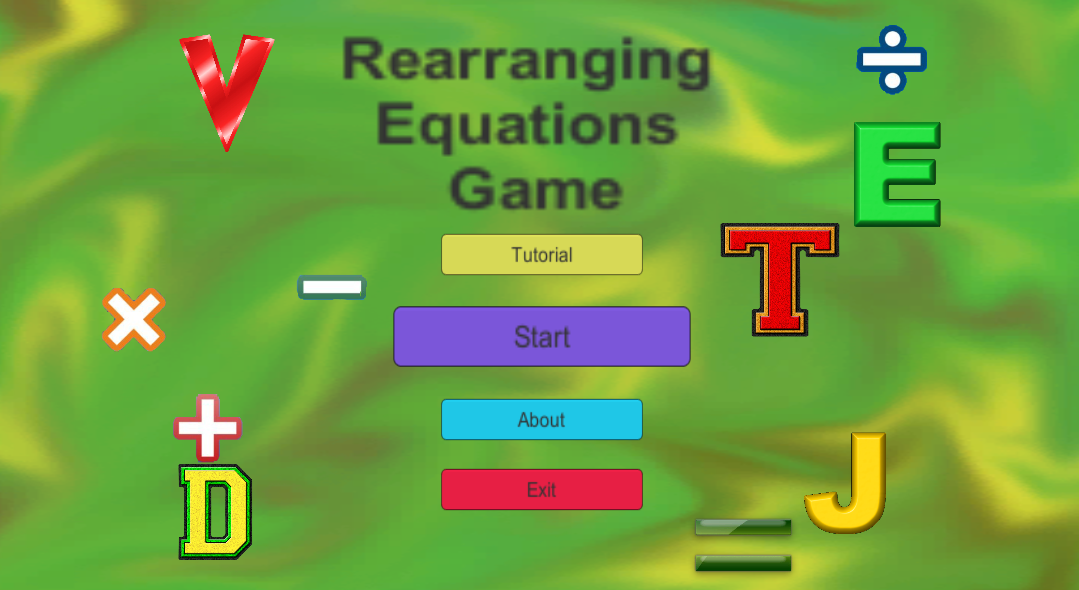 V
Rearranging
Equations
Game
÷
E
T
Tutorial
−
×
Start
+
About
D
J
Exit
=